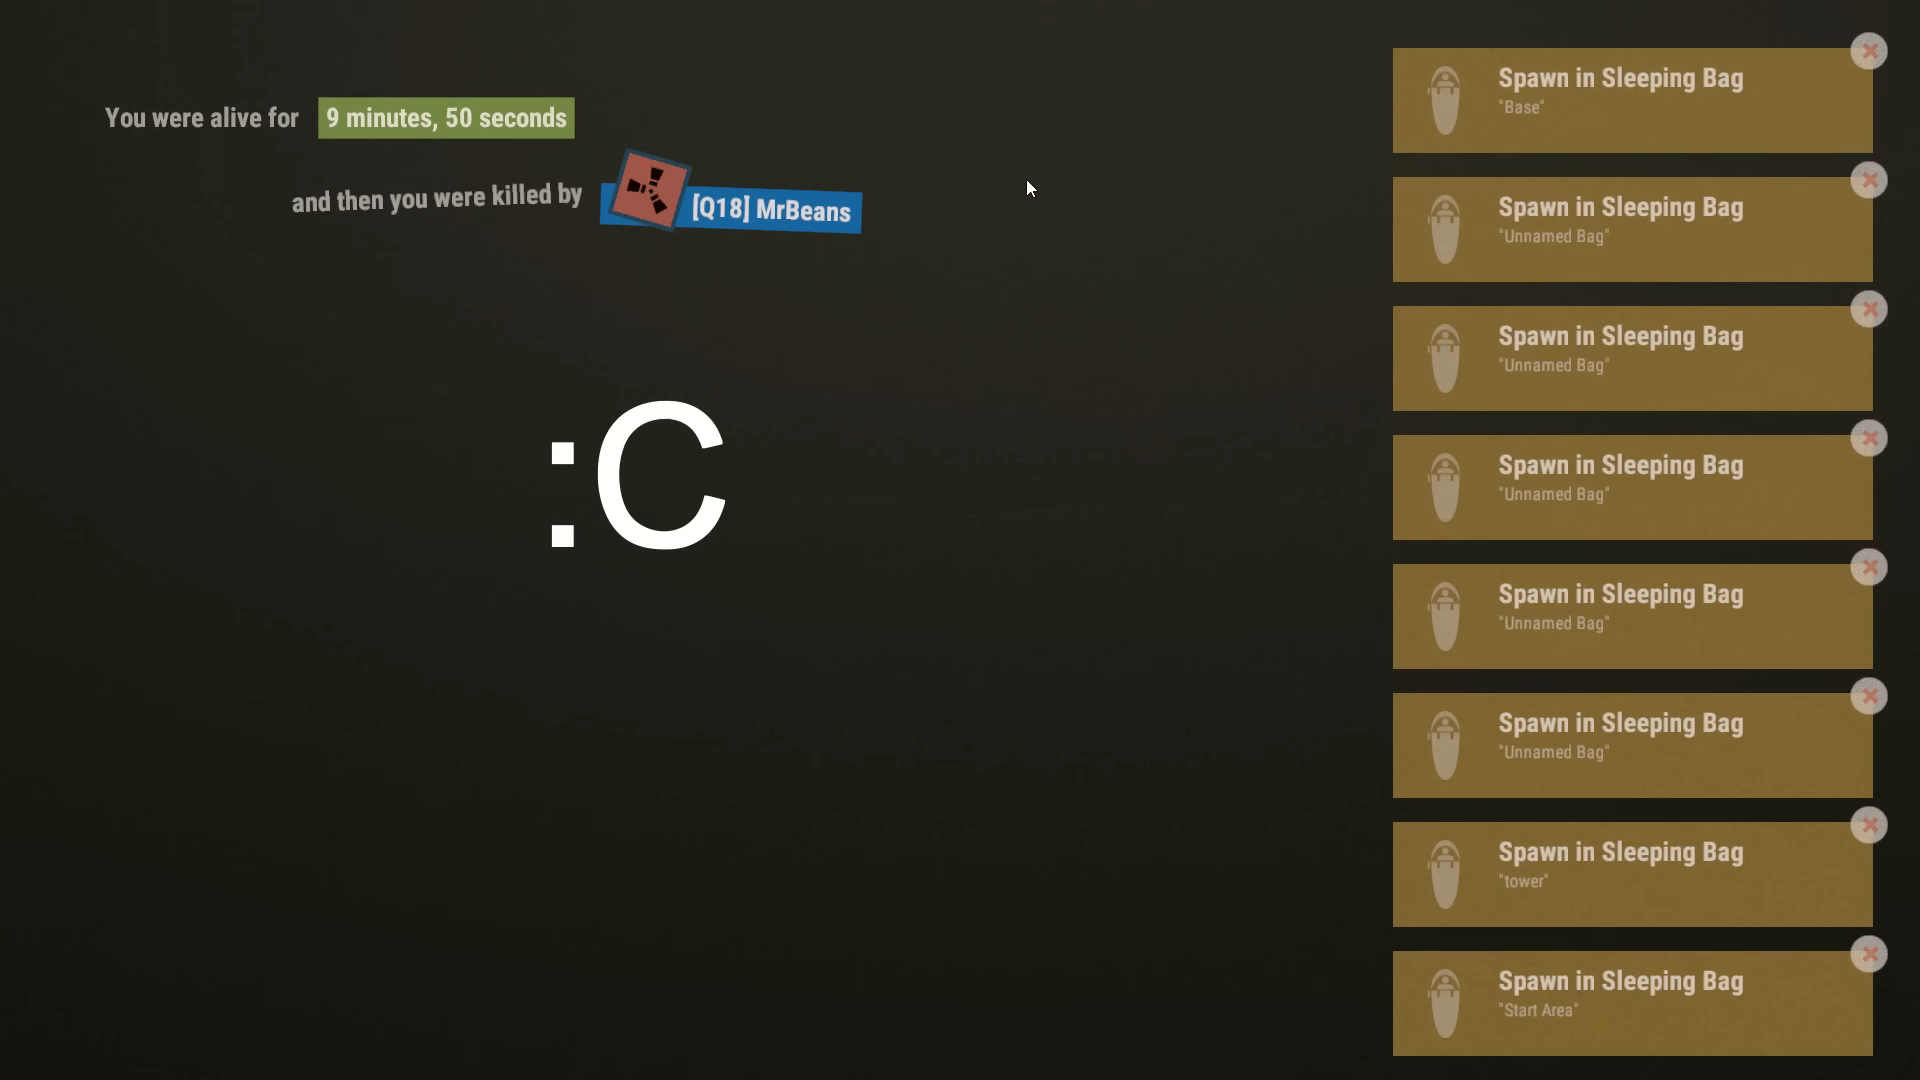 You were alive for 9 minutes, 50 seconds
and then you were killed by [Q18] MrBeans
:C
Spawn in Sleeping Bag
"Base"
Spawn in Sleeping Bag
"Unnamed Bag"
Spawn in Sleeping Bag
"Unnamed Bag"
Spawn in Sleeping Bag
"Unnamed Bag"
Spawn in Sleeping Bag
"Unnamed Bag"
Spawn in Sleeping Bag
"Unnamed Bag"
Spawn in Sleeping Bag
"tower"
Spawn in Sleeping Bag
"Start Area"